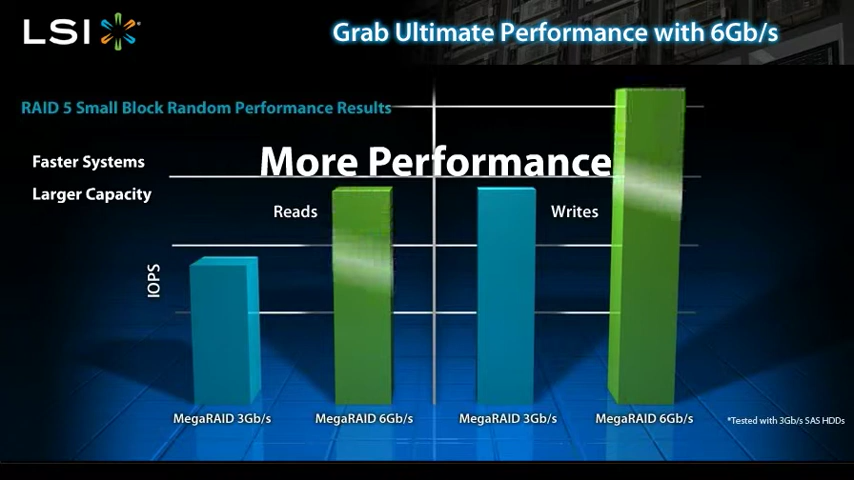 LSI
Grab Ultimate Performance with 6Gb/s
RAID 5 Small Block Random Performance Results
Faster Systems
More Performance
Larger Capacity
Reads
Writes
IOPS
MegaRAID 3Gb/s
MegaRAID 6Gb/s
MegaRAID 3Gb/s
MegaRAID 6Gb/s
*Tested with 3Gb/s SAS HDDs